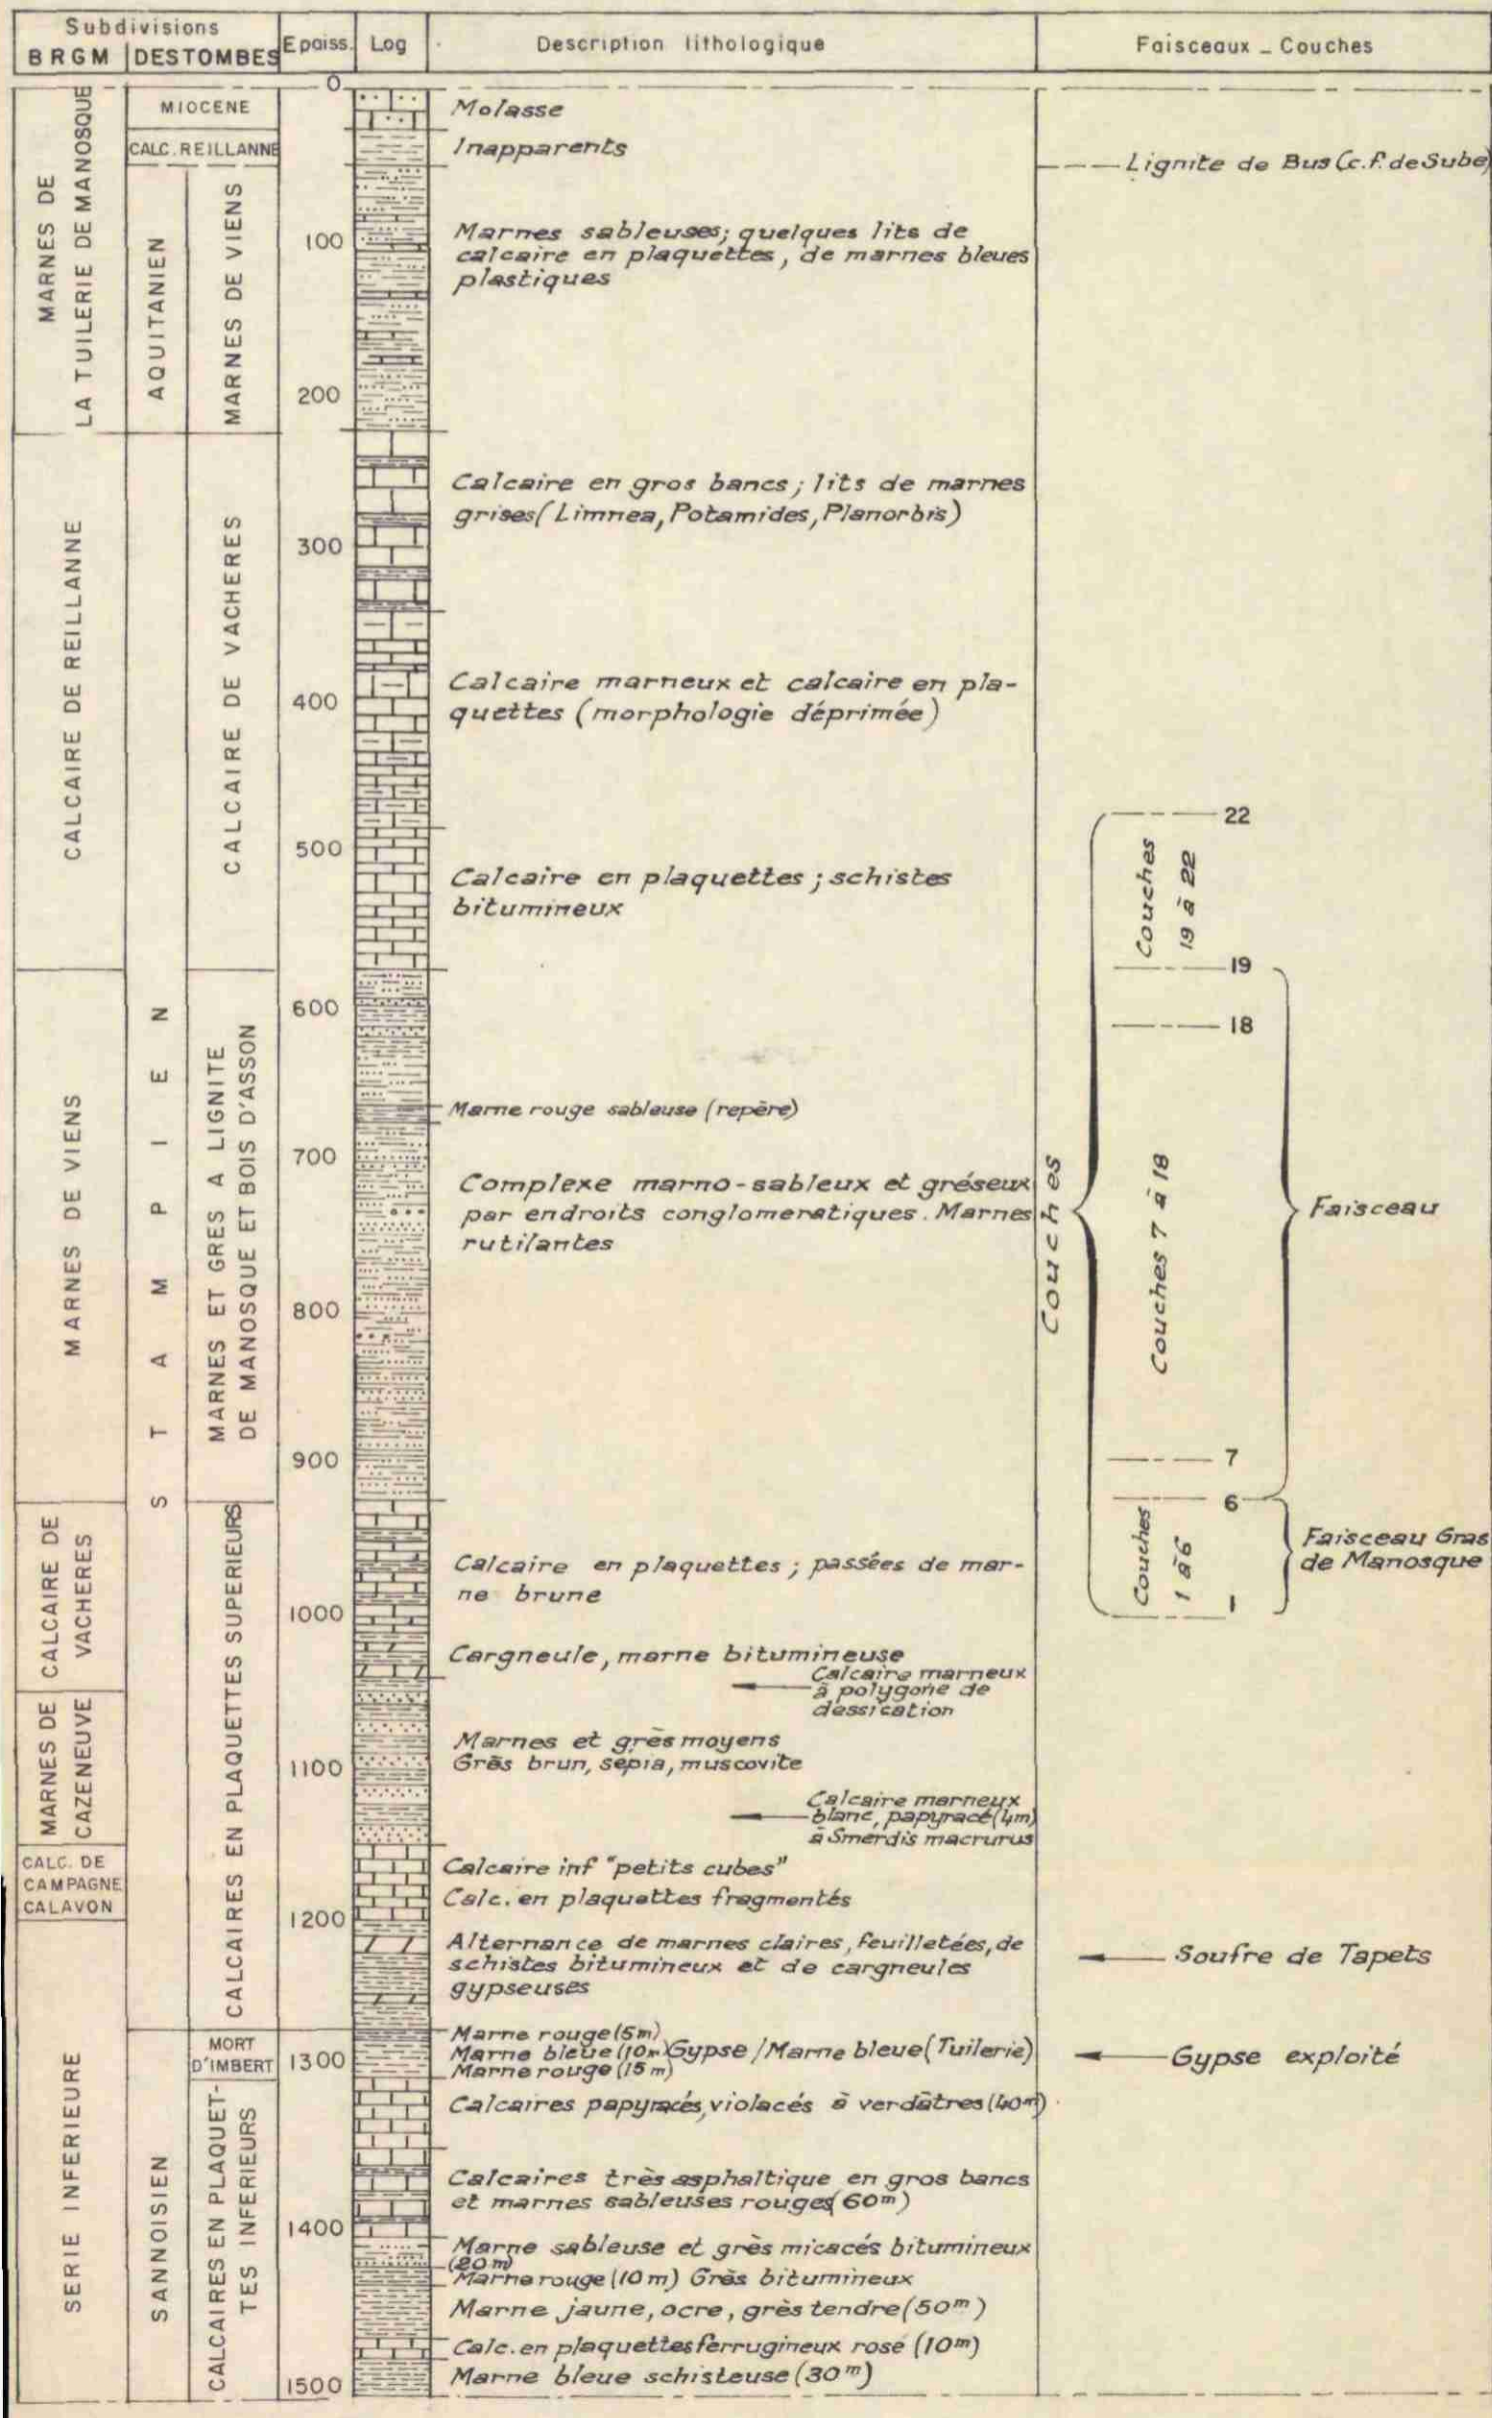 Subdivisions
BRGM
DESTOMBES
Epaiss.
Log
Description lithologique
Faisceaux _ Couches
MARNES DE
LA TUILERIE DE MANOSQUE
CALCAIRE DE REILLANNE
MARNES DE VIENS
CALCAIRE DE
VACHERES
MARNES DE
CAZENEUVE
CALC. DE
CAMPAGNE
CALAVON
SERIE INFERIEURE
MIOCENE
CALC. REILLANNE
AQUITANIEN
STAMPIEN
SANNOISIEN
MARNES DE VIENS
CALCAIRE DE VACHERES
MARNES ET GRES A LIGNITE
DE MANOSQUE ET BOIS D'ASSON
CALCAIRES EN PLAQUETTES SUPERIEURS
MORT
D'IMBERT
CALCAIRES EN PLAQUET-
TES INFERIEURS
0
100
200
300
400
500
600
700
800
900
1000
1100
1200
1300
1400
1500
Molasse
Inapparents
Marnes sableuses; quelques lits de
calcaire en plaquettes, de marnes bleues
plastiques
Calcaire en gros bancs; lits de marnes
grises (Limnea, Potamides, Planorbis)
Calcaire marneux et calcaire en pla-
quettes (morphologie déprimée)
Calcaire en plaquettes; schistes
bitumineux
Marne rouge sableuse (repère)
Complexe marno-sableux et gréseux
par endroits conglomeratiques. Marnes
rutilantes
Calcaire en plaquettes; passées de mar-
ne brune
Cargneule, marne bitumineuse
Calcaire marneux
à polygone de
dessication
Marnes et grès moyens
Grès brun, sépia, muscovite
Calcaire marneux
blanc, papyracé (4m)
à Smerdis macrurus
Calcaire inf "petits cubes"
Calc. en plaquettes fragmentés
Alternance de marnes claires, feuilletées, de
schistes bitumineux et de cargneules
gypseuses
Marne rouge (5m)
Marne bleue (10m) Gypse / Marne bleue (Tuilerie)
Marne rouge (15m)
Calcaires papyracés, violacés à verdâtres (40m)
Calcaires très asphaltique en gros bancs
et marnes sableuses rouges (60m)
Marne sableuse et grès micacés bitumineux
(20m)
Marne rouge (10m) Grès bitumineux
Marne jaune, ocre, grès tendre (50m)
Calc. en plaquettes ferrugineux rosé (10m)
Marne bleue schisteuse (30m)
Lignite de Bus (c.f. de Sube)
Couches
22
Couches
19 à 22
19
18
Couches 7 à 18
7
6
Couches
1 à 6
1
Faisceau
Faisceau Gras
de Manosque
Soufre de Tapets
Gypse exploité